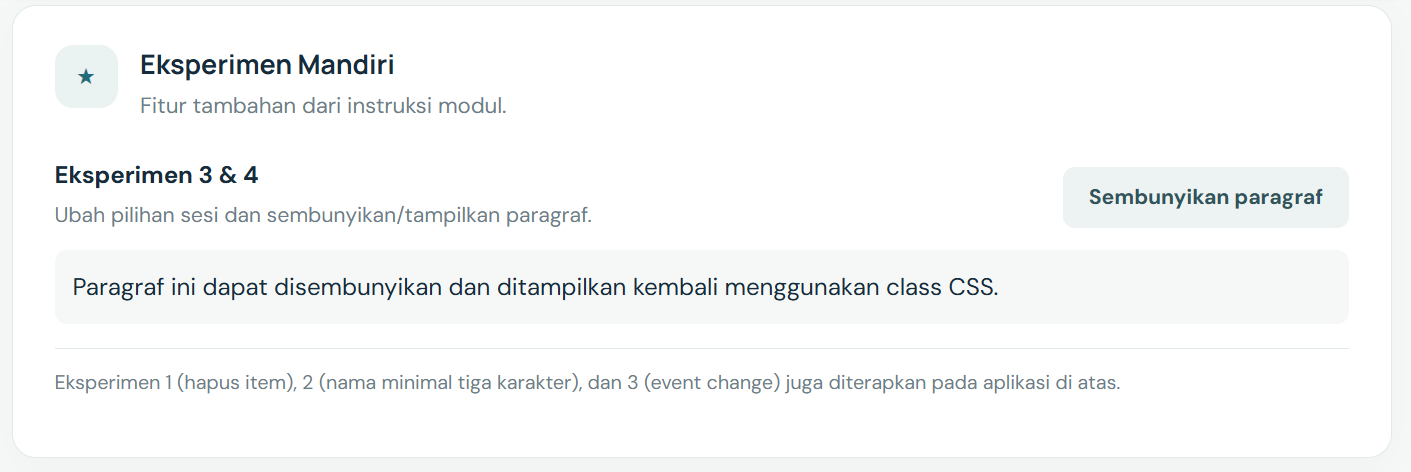 Eksperimen Mandiri
Fitur tambahan dari instruksi modul.
Eksperimen 3 & 4
Ubah pilihan sesi dan sembunyikan/tampilkan paragraf.
Sembunyikan paragraf
Paragraf ini dapat disembunyikan dan ditampilkan kembali menggunakan class CSS.
Eksperimen 1 (hapus item), 2 (nama minimal tiga karakter), dan 3 (event change) juga diterapkan pada aplikasi di atas.